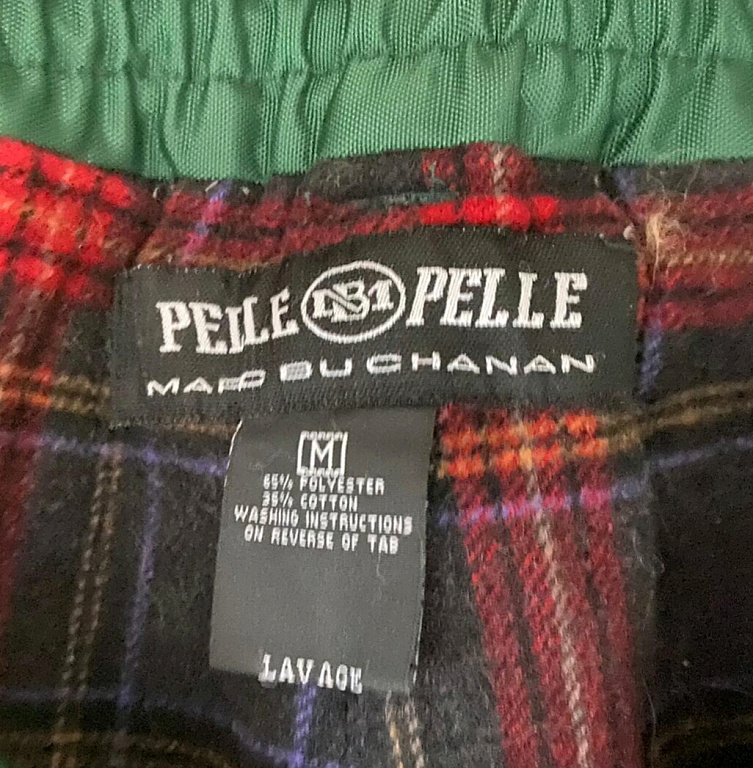 PELLE MB PELLE
MARC BUCHANAN
M
65% POLYESTER
35% COTTON
WASHING INSTRUCTIONS
ON REVERSE OF TAB
LAVAGE